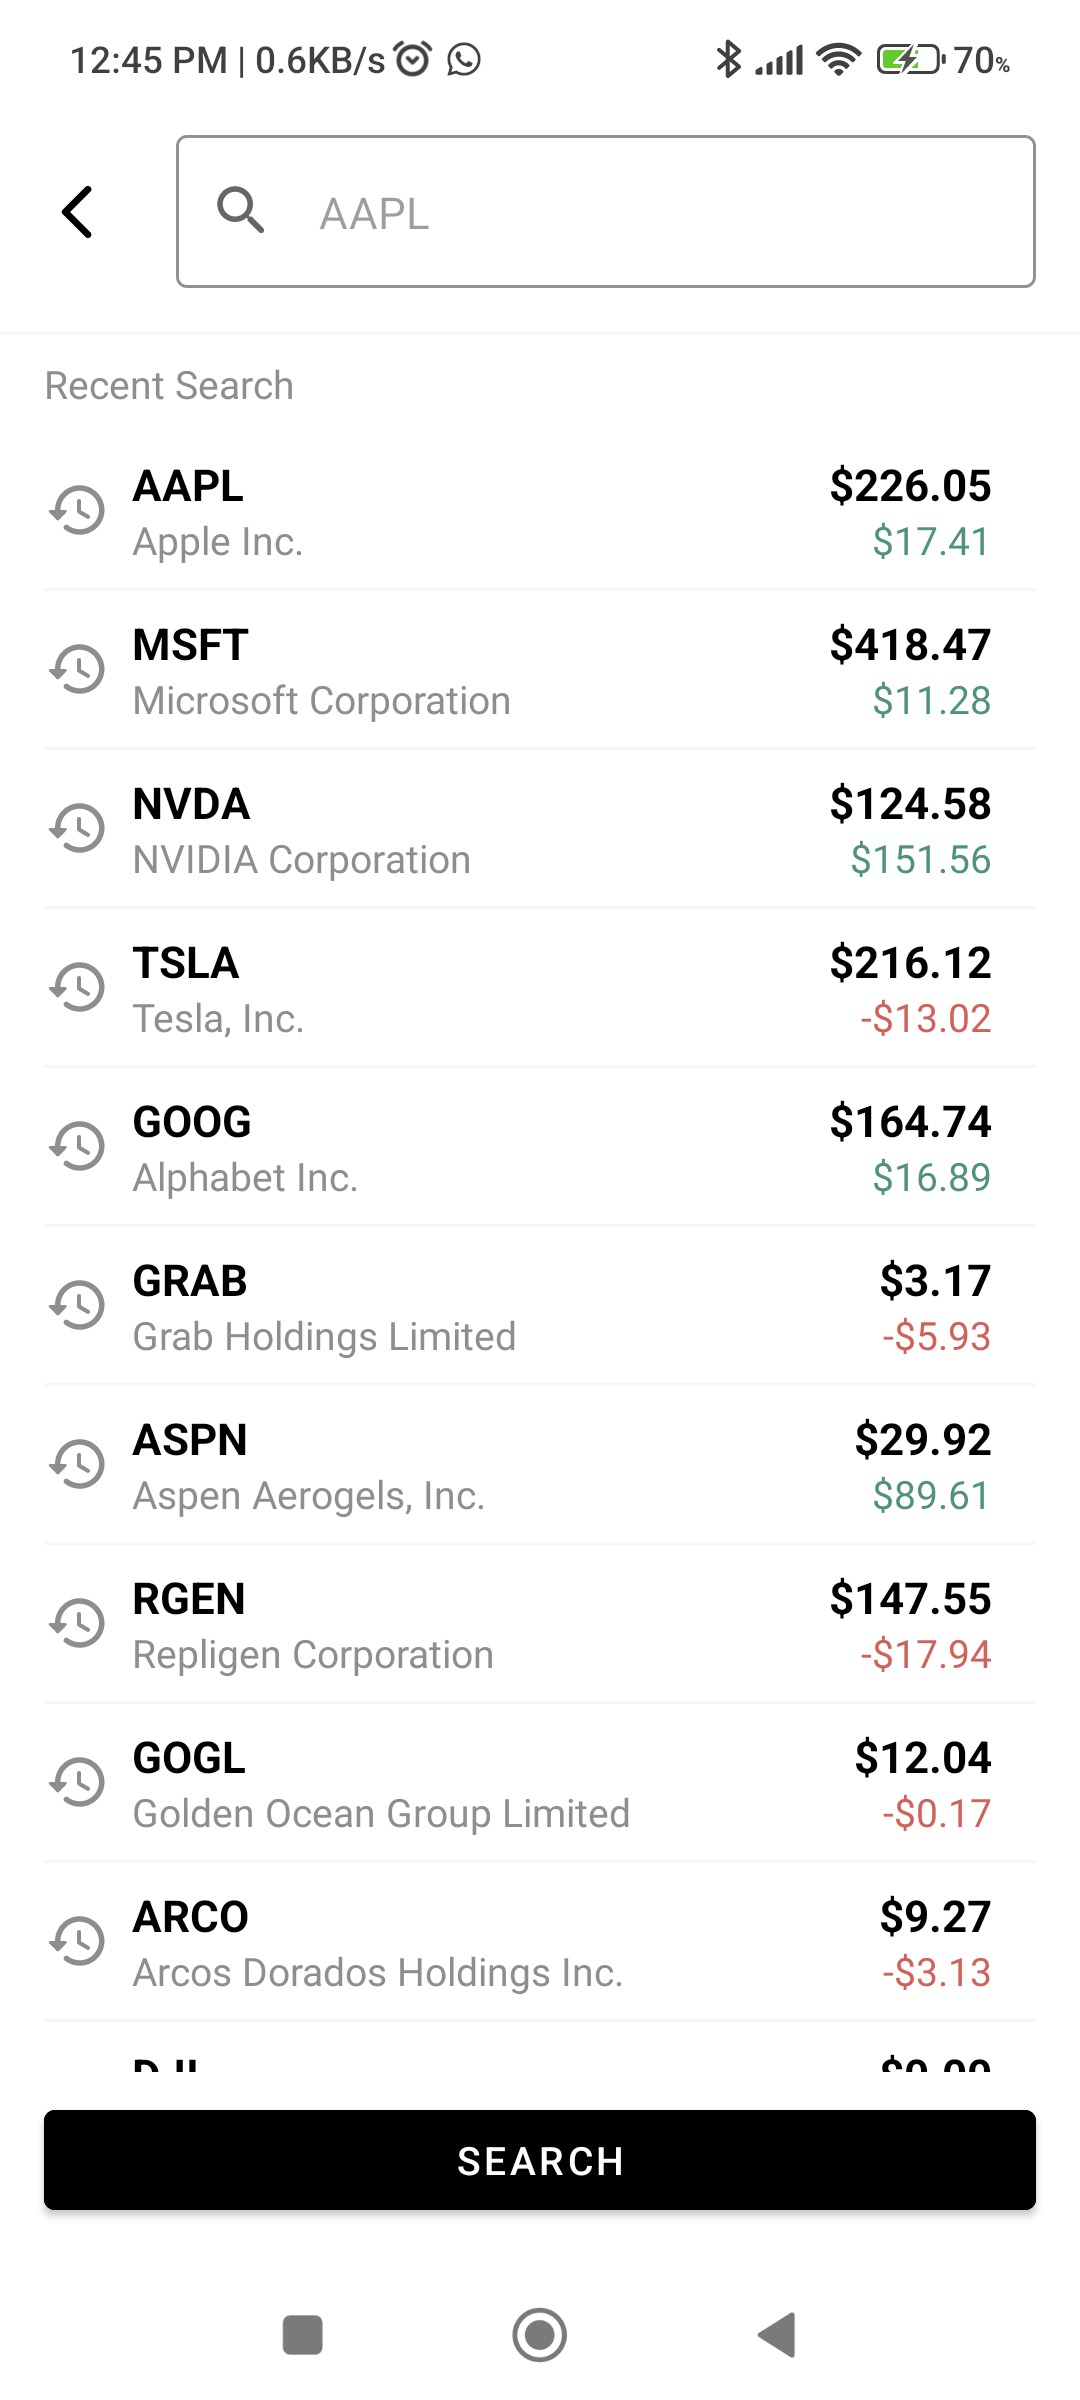 12:45 PM | 0.6KB/s 70%
AAPL
Recent Search
AAPL $226.05
Apple Inc. $17.41
MSFT $418.47
Microsoft Corporation $11.28
NVDA $124.58
NVIDIA Corporation $151.56
TSLA $216.12
Tesla, Inc. -$13.02
GOOG $164.74
Alphabet Inc. $16.89
GRAB $3.17
Grab Holdings Limited -$5.93
ASPN $29.92
Aspen Aerogels, Inc. $89.61
RGEN $147.55
Repligen Corporation -$17.94
GOGL $12.04
Golden Ocean Group Limited -$0.17
ARCO $9.27
Arcos Dorados Holdings Inc. -$3.13
SEARCH